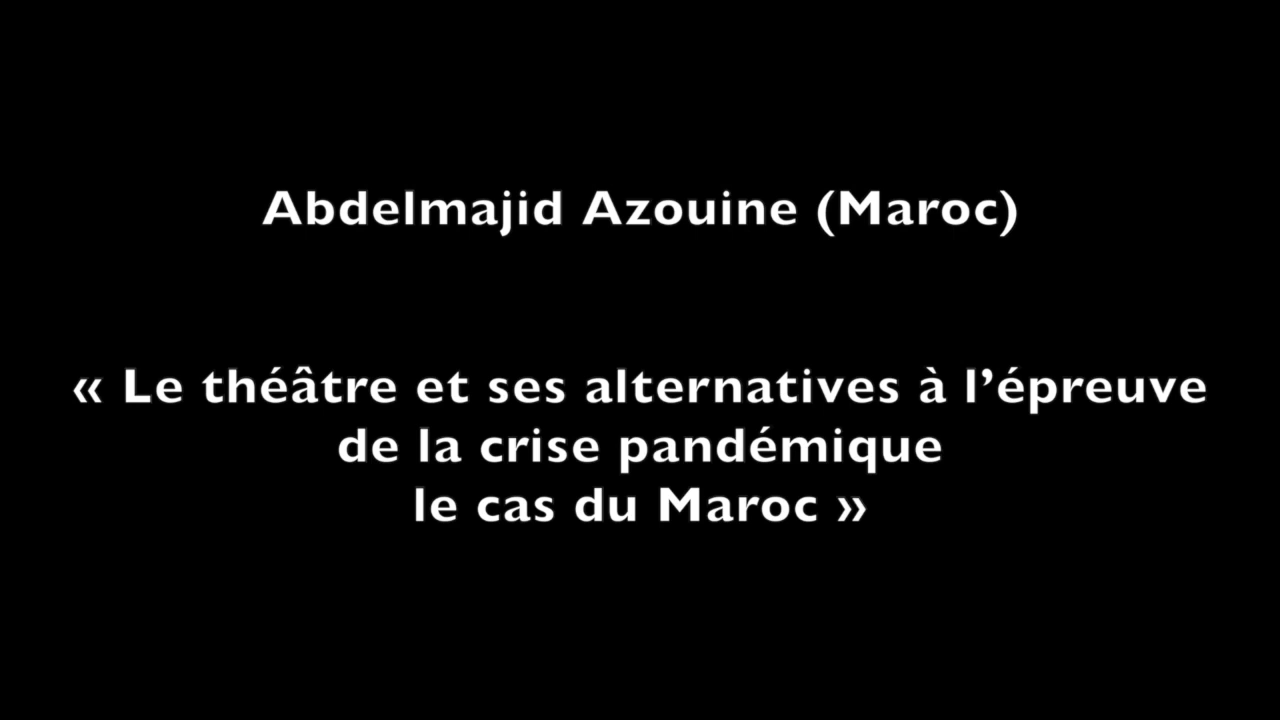 Abdelmajid Azouine (Maroc)
« Le théâtre et ses alternatives à l’épreuve
de la crise pandémique
le cas du Maroc »